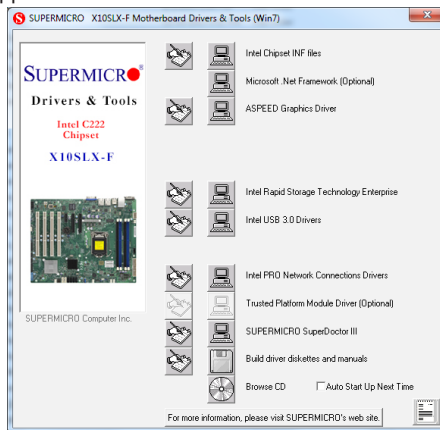 SUPERMICRO X10SLX-F Motherboard Drivers & Tools (Win7)
SUPERMICRO®
Drivers & Tools
Intel C222
Chipset
X10SLX-F
SUPERMICRO Computer Inc.
Intel Chipset INF files
Microsoft .Net Framework (Optional)
ASPEED Graphics Driver
Intel Rapid Storage Technology Enterprise
Intel USB 3.0 Drivers
Intel PRO Network Connections Drivers
Trusted Platform Module Driver (Optional)
SUPERMICRO SuperDoctor III
Build driver diskettes and manuals
Browse CD
Auto Start Up Next Time
For more information, please visit SUPERMICRO's web site.